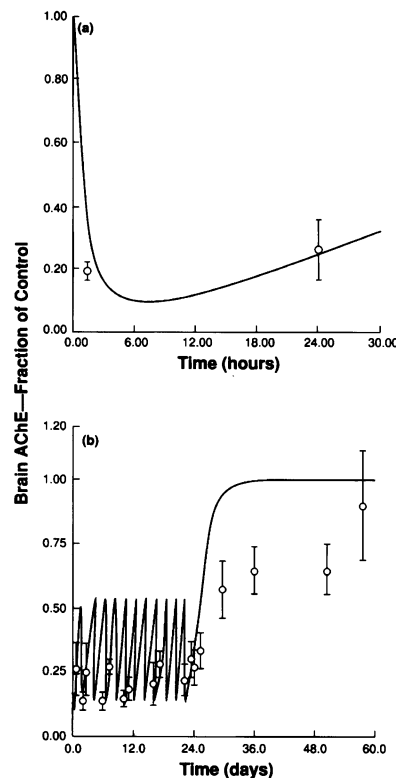 Brain AChE—Fraction of Control
(a)
1.00
0.80
0.60
0.40
0.20
0.00
0.00 6.00 12.00 18.00 24.00 30.00
Time (hours)
(b)
1.20
1.00
0.75
0.50
0.25
0.00
0.0 12.0 24.0 36.0 48.0 60.0
Time (days)